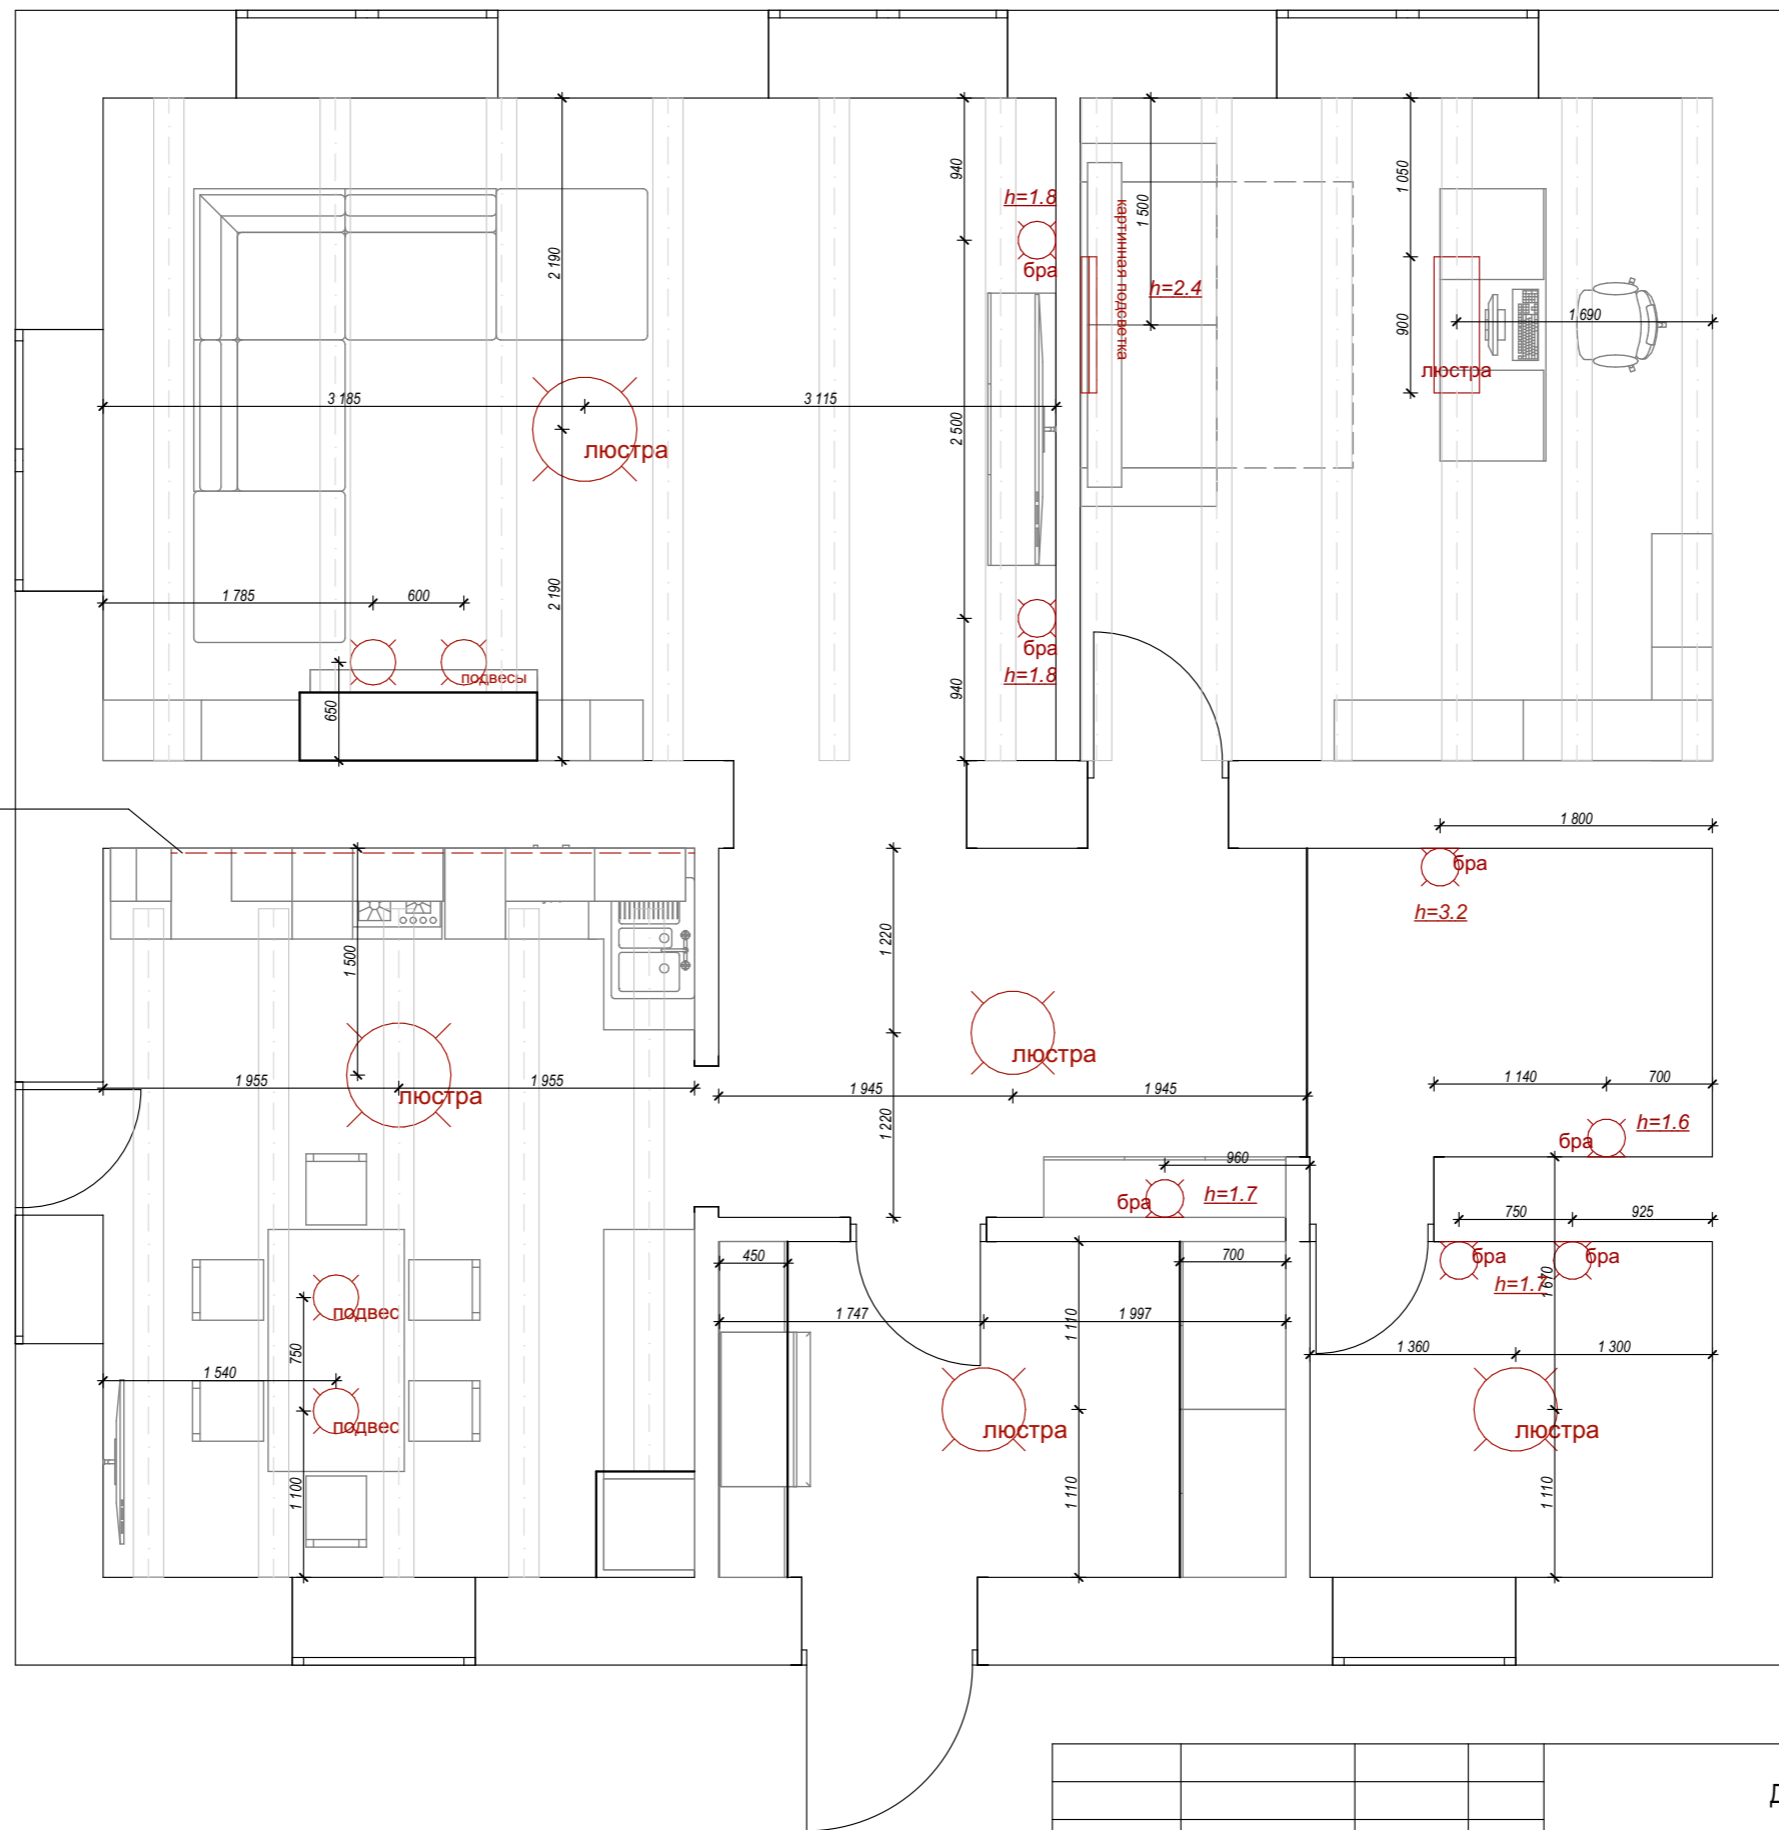 940
1 050
h=1.8
бра
1 500
картинная подсветка
h=2.4
2 190
900
1 690
люстра
3 185
3 115
2 500
люстра
1 785
600
2 190
бра
h=1.8
подвесы
650
940
1 800
бра
h=3.2
1 500
1 220
люстра
1 955
1 955
люстра
1 945
1 945
1 140
700
h=1.6
бра
1 220
960
бра
h=1.7
750
925
450
700
бра
бра
h=1.7
1 670
подвес
1 747
1 110
1 997
750
1 360
1 300
1 540
подвес
люстра
люстра
1 100
1 110
1 110
Д